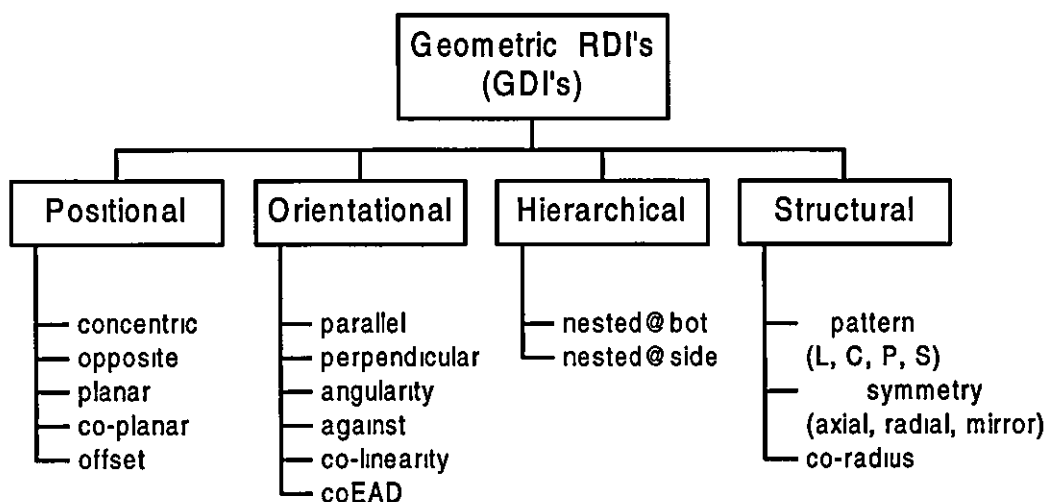 Geometric RDI's
(GDI's)
Positional
Orientational
Hierarchical
Structural
concentric
opposite
planar
co-planar
offset
parallel
perpendicular
angularity
against
co-linearity
coEAD
nested@bot
nested@side
pattern
(L, C, P, S)
symmetry
(axial, radial, mirror)
co-radius